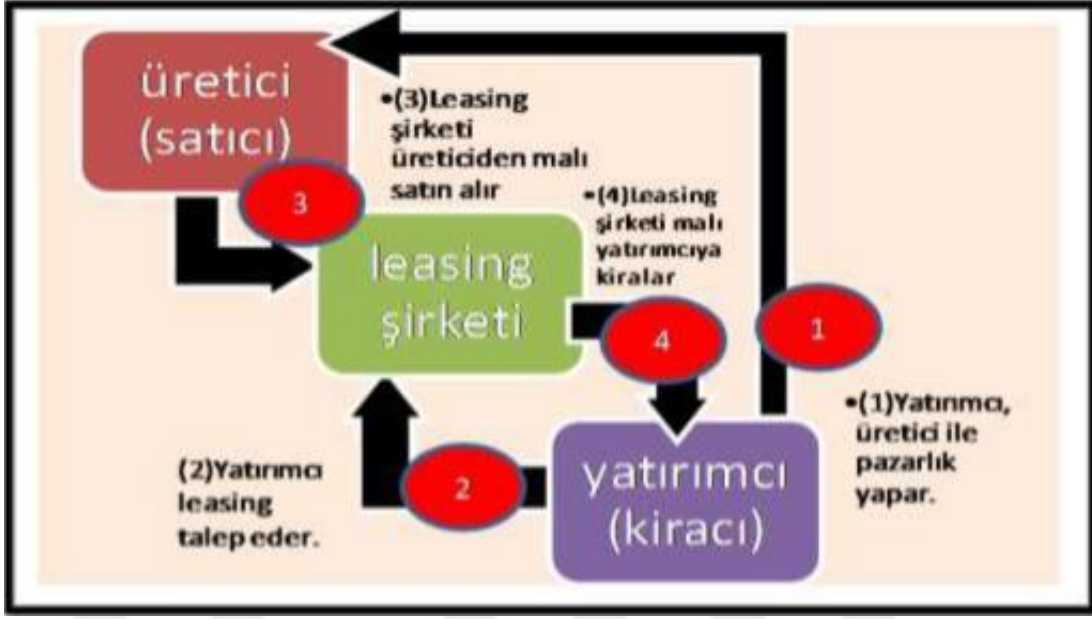 üretici
(satıcı)
•(3)Leasing
şirketi
üreticiden malı
satın alır
3
•(4)Leasing
şirketi malı
yatırımcıya
kiralar
leasing
şirketi
4
1
•(1)Yatırımcı,
üretici ile
pazarlık
yapar.
(2)Yatırımcı
leasing
talep eder.
2
yatırımcı
(kiracı)